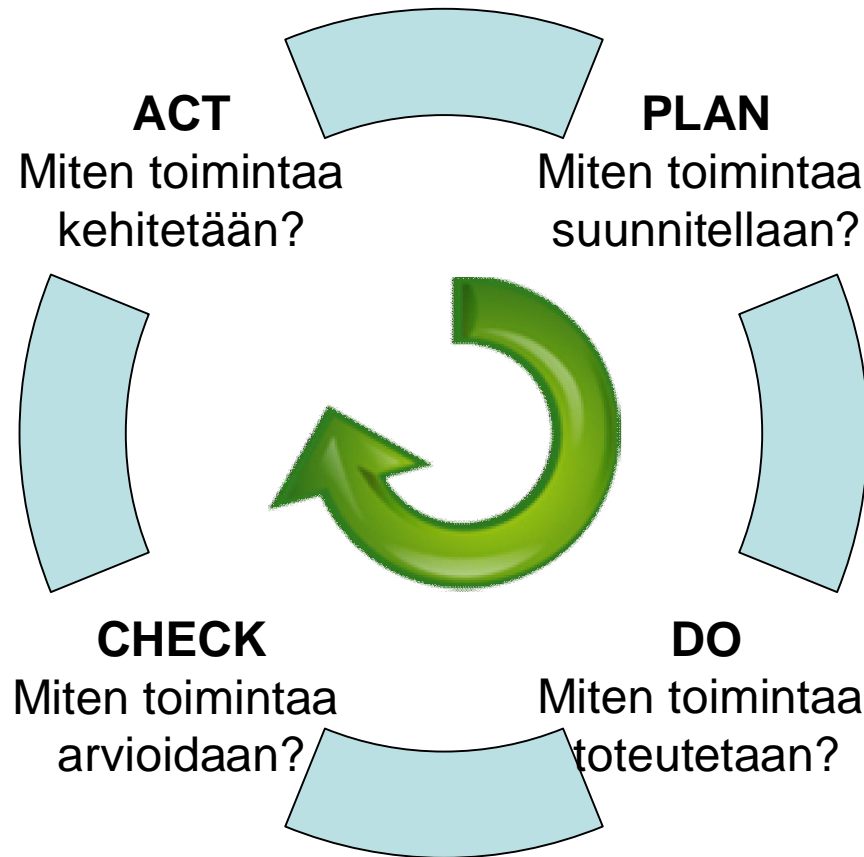 ACT
Miten toimintaa
kehitetään?
PLAN
Miten toimintaa
suunnitellaan?
CHECK
Miten toimintaa
arvioidaan?
DO
Miten toimintaa
toteutetaan?